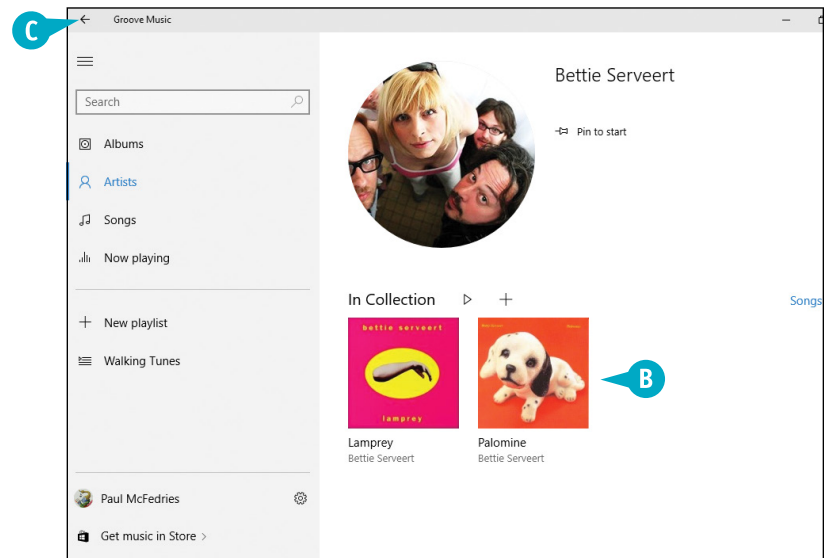 C
Groove Music
Search
Albums
Artists
Songs
Now playing
New playlist
Walking Tunes
Paul McFedries
Get music in Store >
Bettie Serveert
Pin to start
In Collection
Songs
bettie serveert
lamprey
B
Lamprey
Bettie Serveert
Palomine
Bettie Serveert